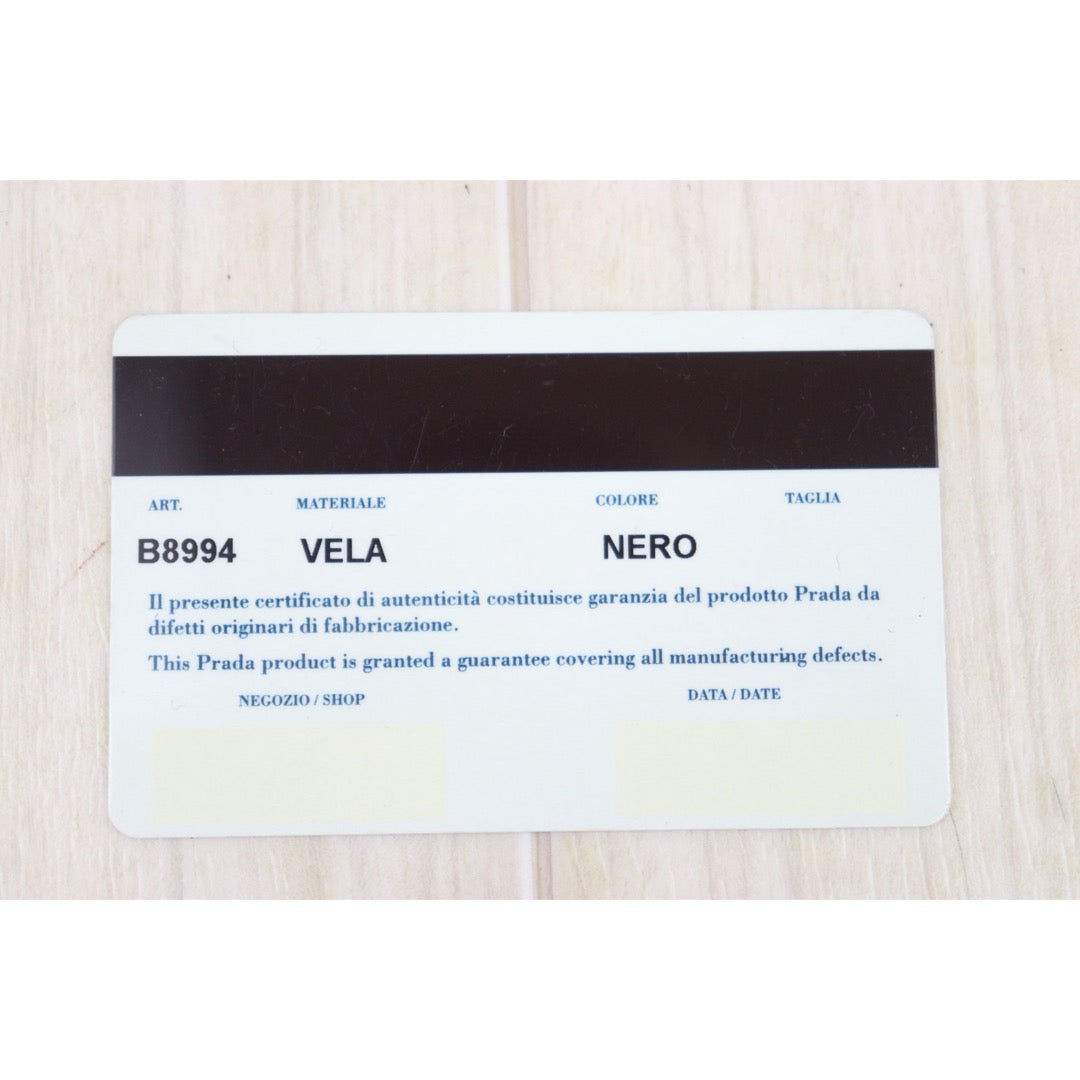 ART. MATERIALE COLORE TAGLIA
B8994 VELA NERO
Il presente certificato di autenticità costituisce garanzia del prodotto Prada da
difetti originari di fabbricazione.
This Prada product is granted a guarantee covering all manufacturing defects.
NEGOZIO / SHOP DATA / DATE